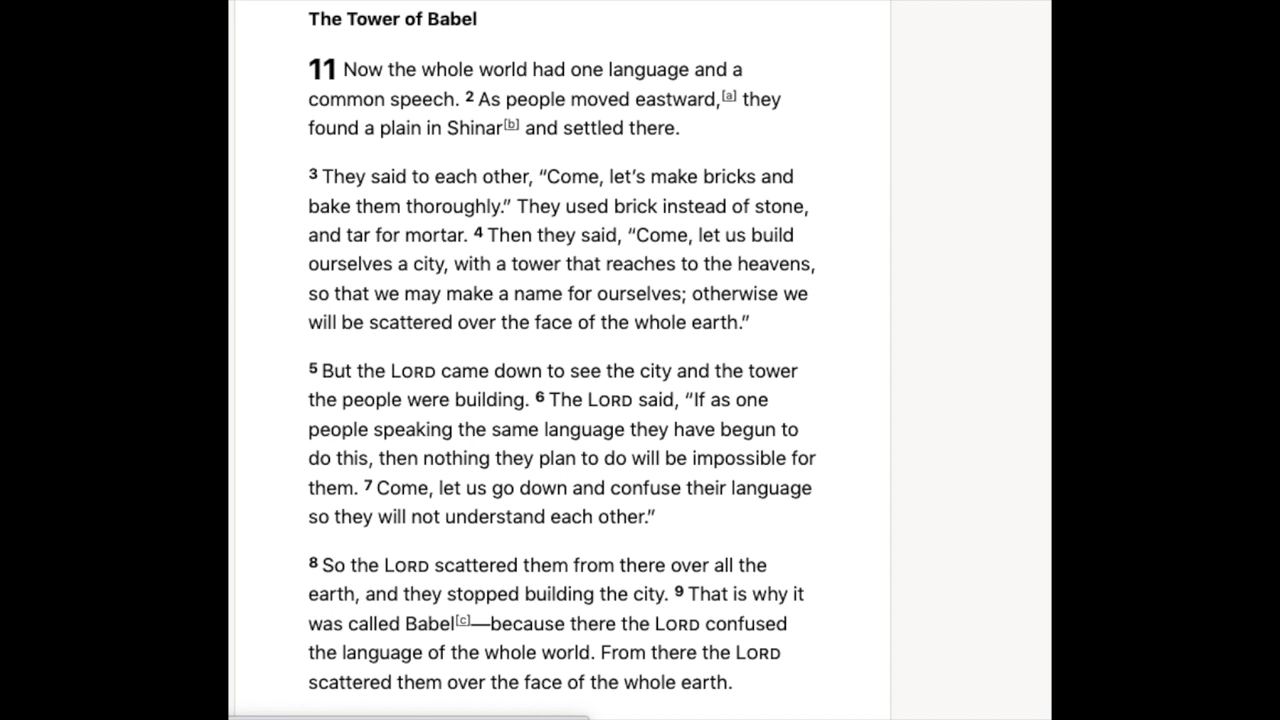 The Tower of Babel
11 Now the whole world had one language and a
common speech. 2 As people moved eastward,[a] they
found a plain in Shinar[b] and settled there.
3 They said to each other, “Come, let’s make bricks and
bake them thoroughly.” They used brick instead of stone,
and tar for mortar. 4 Then they said, “Come, let us build
ourselves a city, with a tower that reaches to the heavens,
so that we may make a name for ourselves; otherwise we
will be scattered over the face of the whole earth.”
5 But the LORD came down to see the city and the tower
the people were building. 6 The LORD said, “If as one
people speaking the same language they have begun to
do this, then nothing they plan to do will be impossible for
them. 7 Come, let us go down and confuse their language
so they will not understand each other.”
8 So the LORD scattered them from there over all the
earth, and they stopped building the city. 9 That is why it
was called Babel[c]—because there the LORD confused
the language of the whole world. From there the LORD
scattered them over the face of the whole earth.